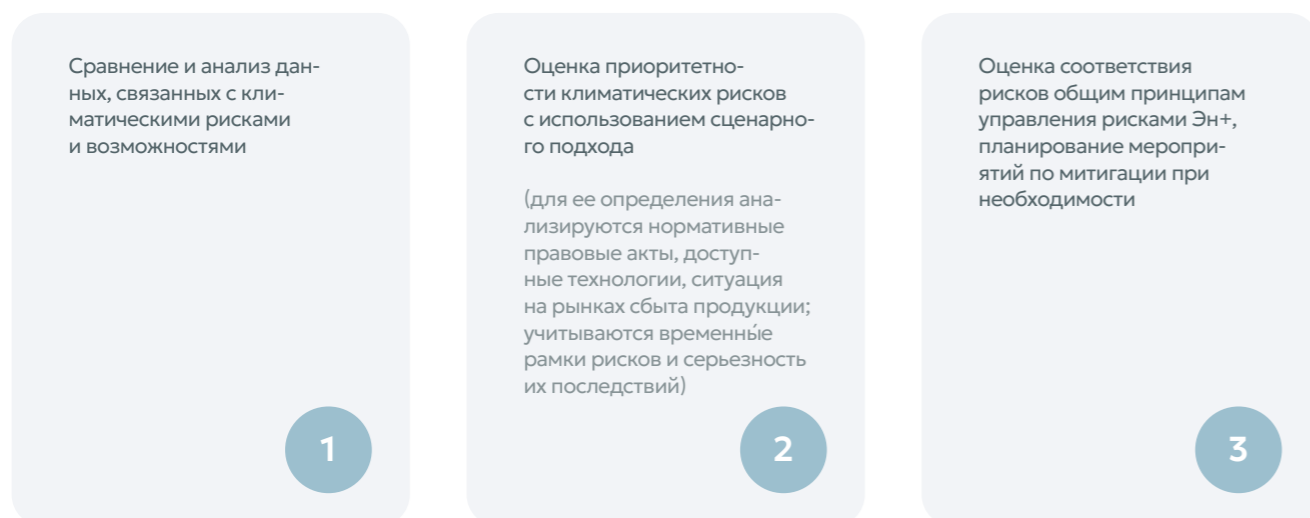 Сравнение и анализ дан-
ных, связанных с кли-
матическими рисками
и возможностями
1
Оценка приоритетно-
сти климатических рисков
с использованием сценарно-
го подхода
(для ее определения ана-
лизируются нормативные
правовые акты, доступ-
ные технологии, ситуация
на рынках сбыта продукции;
учитываются временны́е
рамки рисков и серьезность
их последствий)
2
Оценка соответствия
рисков общим принципам
управления рисками Эн+,
планирование меропри-
ятий по митигации при
необходимости
3